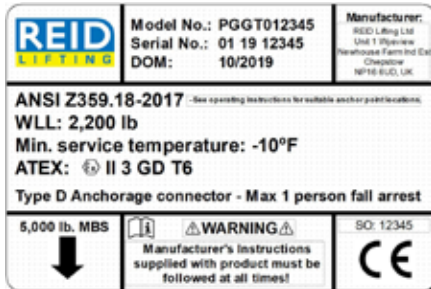 REID
LIFTING
Model No.: PGGT012345
Serial No.: 01 19 12345
DOM: 10/2019
Manufacturer:
REID Lifting Ltd
Unit 1 Wyeview
Newhouse Farm Ind Est
Chepstow
NP16 6UD, UK
ANSI Z359.18-2017 -See operating instructions for suitable anchor point locations.
WLL: 2,200 lb
Min. service temperature: -10°F
ATEX: Ex II 3 GD T6
Type D Anchorage connector - Max 1 person fall arrest
5,000 lb. MBS
⚠WARNING⚠
Manufacturer's Instructions
supplied with product must be
followed at all times!
SO: 12345
CE